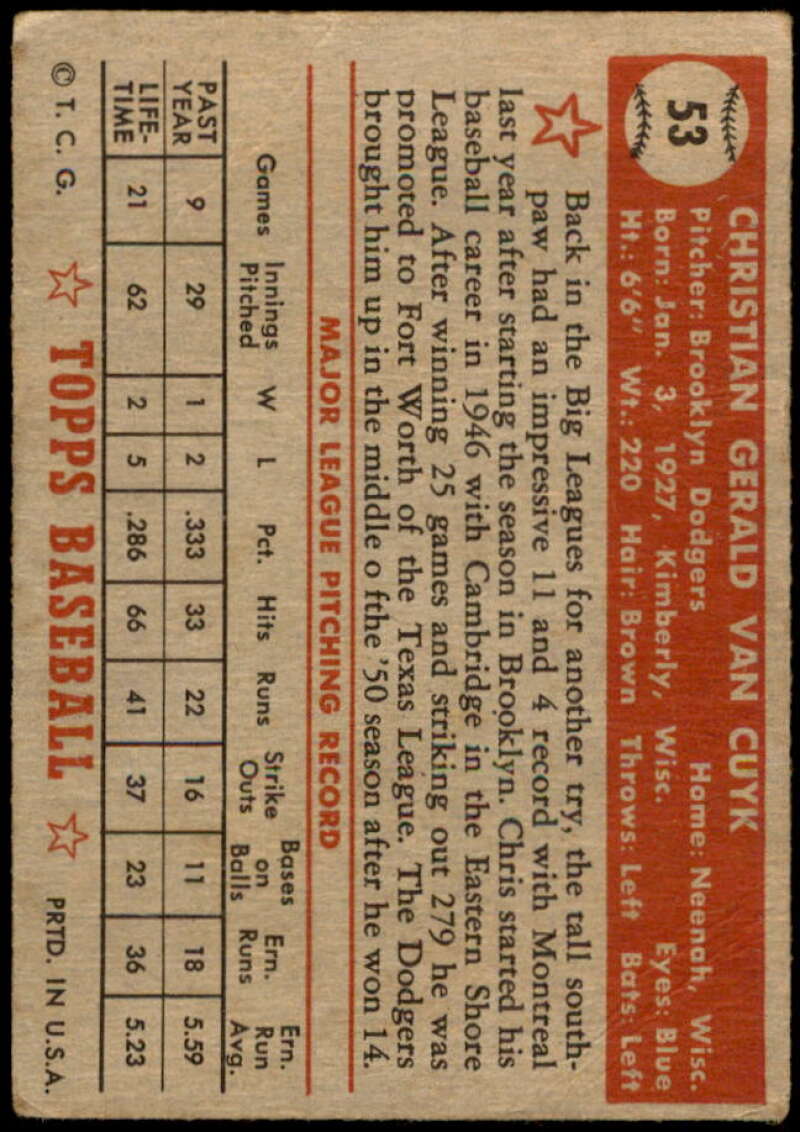 53
CHRISTIAN GERALD VAN CUYK
Pitcher: Brooklyn Dodgers Home: Neenah, Wisc.
Born: Jan. 3, 1927, Kimberly, Wisc. Eyes: Blue
Ht.: 6'6" Wt.: 220 Hair: Brown Throws: Left Bats: Left
Back in the Big Leagues for another try, the tall south-
paw had an impressive 11 and 4 record with Montreal
last year after starting the season in Brooklyn. Chris started his
baseball career in 1946 with Cambridge in the Eastern Shore
League. After winning 25 games and striking out 279 he was
promoted to Fort Worth of the Texas League. The Dodgers
brought him up in the middle o fthe '50 season after he won 14.
MAJOR LEAGUE PITCHING RECORD
Games Innings Pitched W L Pct. Hits Runs Strike Outs Bases on Balls Ern. Runs Ern. Run Avg.
PAST YEAR 9 29 1 2 .333 33 22 16 11 18 5.59
LIFE-TIME 21 62 2 5 .286 66 41 37 23 36 5.23
© T. C. G. TOPPS BASEBALL PRTD. IN U.S.A.